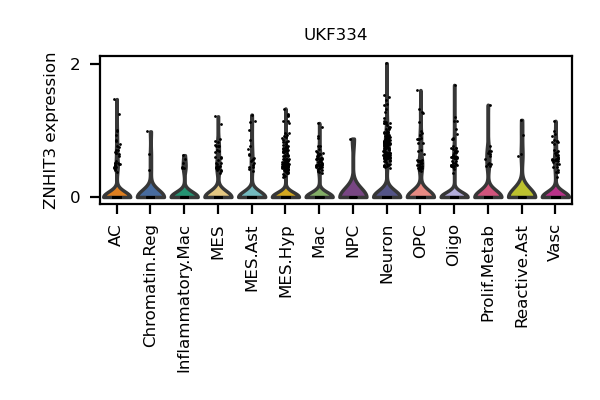 UKF334
ZNHIT3 expression
2
0
AC
Chromatin.Reg
Inflammatory.Mac
MES
MES.Ast
MES.Hyp
Mac
NPC
Neuron
OPC
Oligo
Prolif.Metab
Reactive.Ast
Vasc